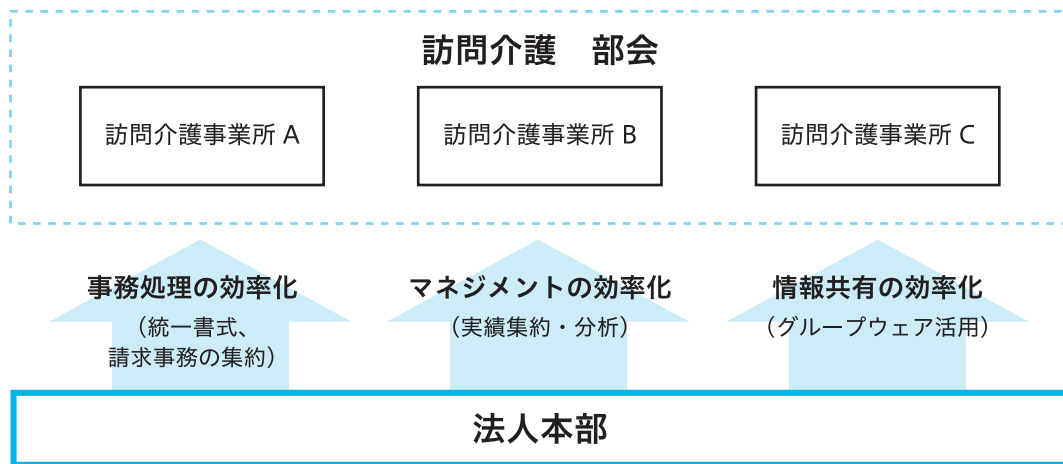 訪問介護　部会
訪問介護事業所 A
訪問介護事業所 B
訪問介護事業所 C
事務処理の効率化
（統一書式、
請求事務の集約）
マネジメントの効率化
（実績集約・分析）
情報共有の効率化
（グループウェア活用）
法人本部